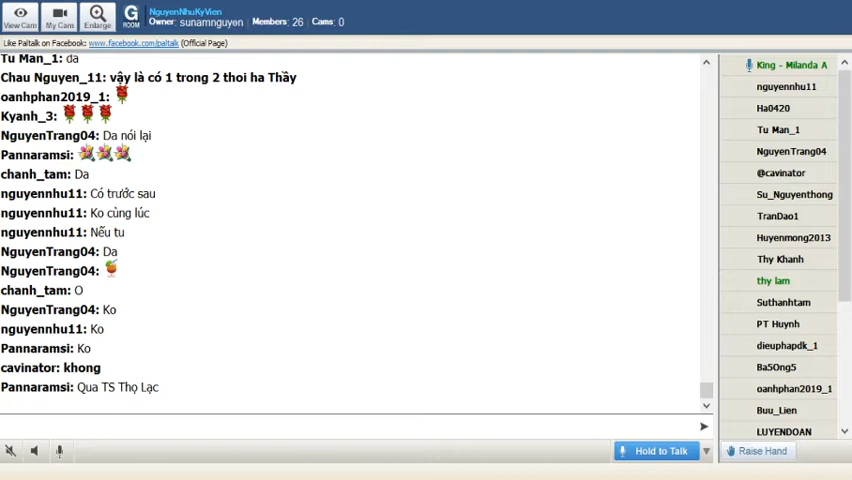 View Cam
My Cam
Enlarge
G
ROOM
NguyenNhuKyVien
Owner: sunamnguyen Members: 26 Cams: 0
Like Paltalk on Facebook: www.facebook.com/paltalk (Official Page)
Tu Man_1: da
Chau Nguyen_11: vậy là có 1 trong 2 thoi ha Thầy
oanhphan2019_1:
Kyanh_3:
NguyenTrang04: Da nói lại
Pannaramsi:
chanh_tam: Da
nguyennhu11: Có trước sau
nguyennhu11: Ko cùng lúc
nguyennhu11: Nếu tu
NguyenTrang04: Da
NguyenTrang04:
chanh_tam: O
NguyenTrang04: Ko
nguyennhu11: Ko
Pannaramsi: Ko
cavinator: khong
Pannaramsi: Qua TS Thọ Lạc
Hold to Talk
King - Milanda A
nguyennhu11
Ha0420
Tu Man_1
NguyenTrang04
@cavinator
Su_Nguyenthong
TranDao1
Huyenmong2013
Thy Khanh
thy lam
Suthanhtam
PT Huynh
dieuphapdk_1
Ba5Ong5
oanhphan2019_1
Buu_Lien
LUYENDOAN
Raise Hand